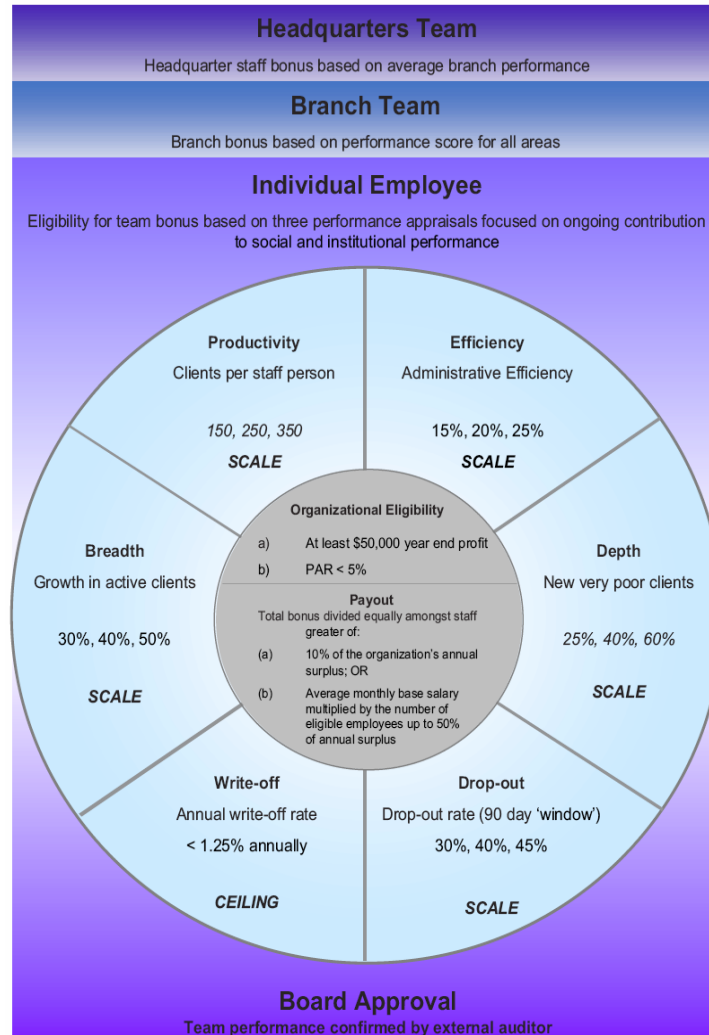 Headquarters Team
Headquarter staff bonus based on average branch performance
Branch Team
Branch bonus based on performance score for all areas
Individual Employee
Eligibility for team bonus based on three performance appraisals focused on ongoing contribution
to social and institutional performance
Productivity
Clients per staff person
150, 250, 350
SCALE
Efficiency
Administrative Efficiency
15%, 20%, 25%
SCALE
Breadth
Growth in active clients
30%, 40%, 50%
SCALE
Organizational Eligibility
a) At least $50,000 year end profit
b) PAR < 5%
Payout
Total bonus divided equally amongst staff
greater of:
(a) 10% of the organization's annual
surplus; OR
(b) Average monthly base salary
multiplied by the number of
eligible employees up to 50%
of annual surplus
Depth
New very poor clients
25%, 40%, 60%
SCALE
Write-off
Annual write-off rate
< 1.25% annually
CEILING
Drop-out
Drop-out rate (90 day 'window')
30%, 40%, 45%
SCALE
Board Approval
Team performance confirmed by external auditor